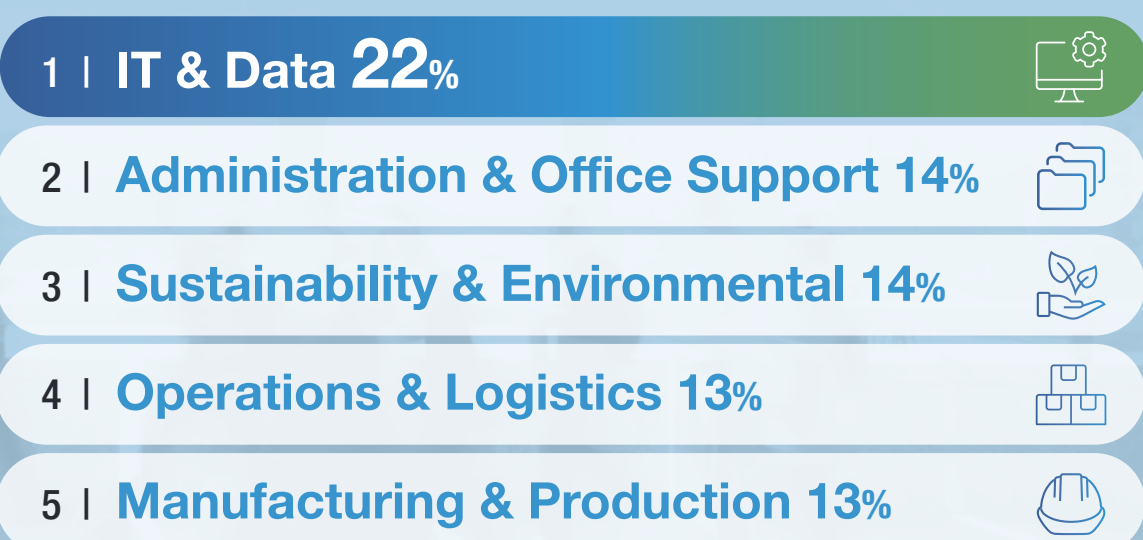 1 | IT & Data 22%
2 | Administration & Office Support 14%
3 | Sustainability & Environmental 14%
4 | Operations & Logistics 13%
5 | Manufacturing & Production 13%